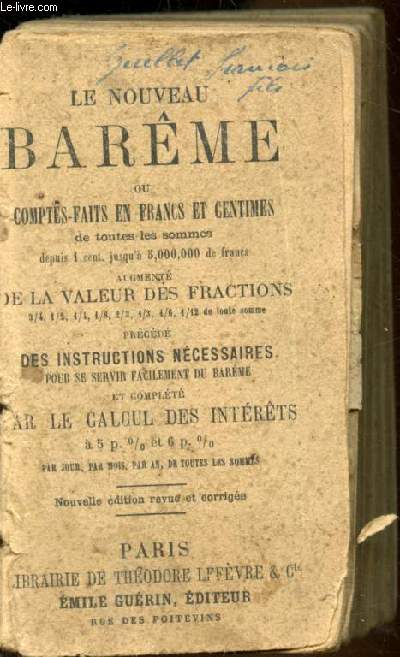 Le-livre.com
Guillet François
fils
LE NOUVEAU
BARÊME
OU
COMPTES-FAITS EN FRANCS ET CENTIMES
de toutes les sommes
depuis 1 cent. jusqu'à 5,000,000 de francs
AUGMENTÉ
DE LA VALEUR DES FRACTIONS
de toute somme
PRÉCÉDÉ
DES INSTRUCTIONS NÉCESSAIRES
POUR SE SERVIR FACILEMENT DU BARÊME
ET COMPLÉTÉ
AR LE CALCUL DES INTÉRÊTS
à 5 p. % et 6 p. %
PAR JOUR, PAR MOIS, PAR AN, DE TOUTES LES SOMMES
Nouvelle édition revue et corrigée
PARIS
LIBRAIRIE DE THÉODORE LEFÈVRE & Cie
ÉMILE GUÉRIN, ÉDITEUR
RUE DES POITEVINS